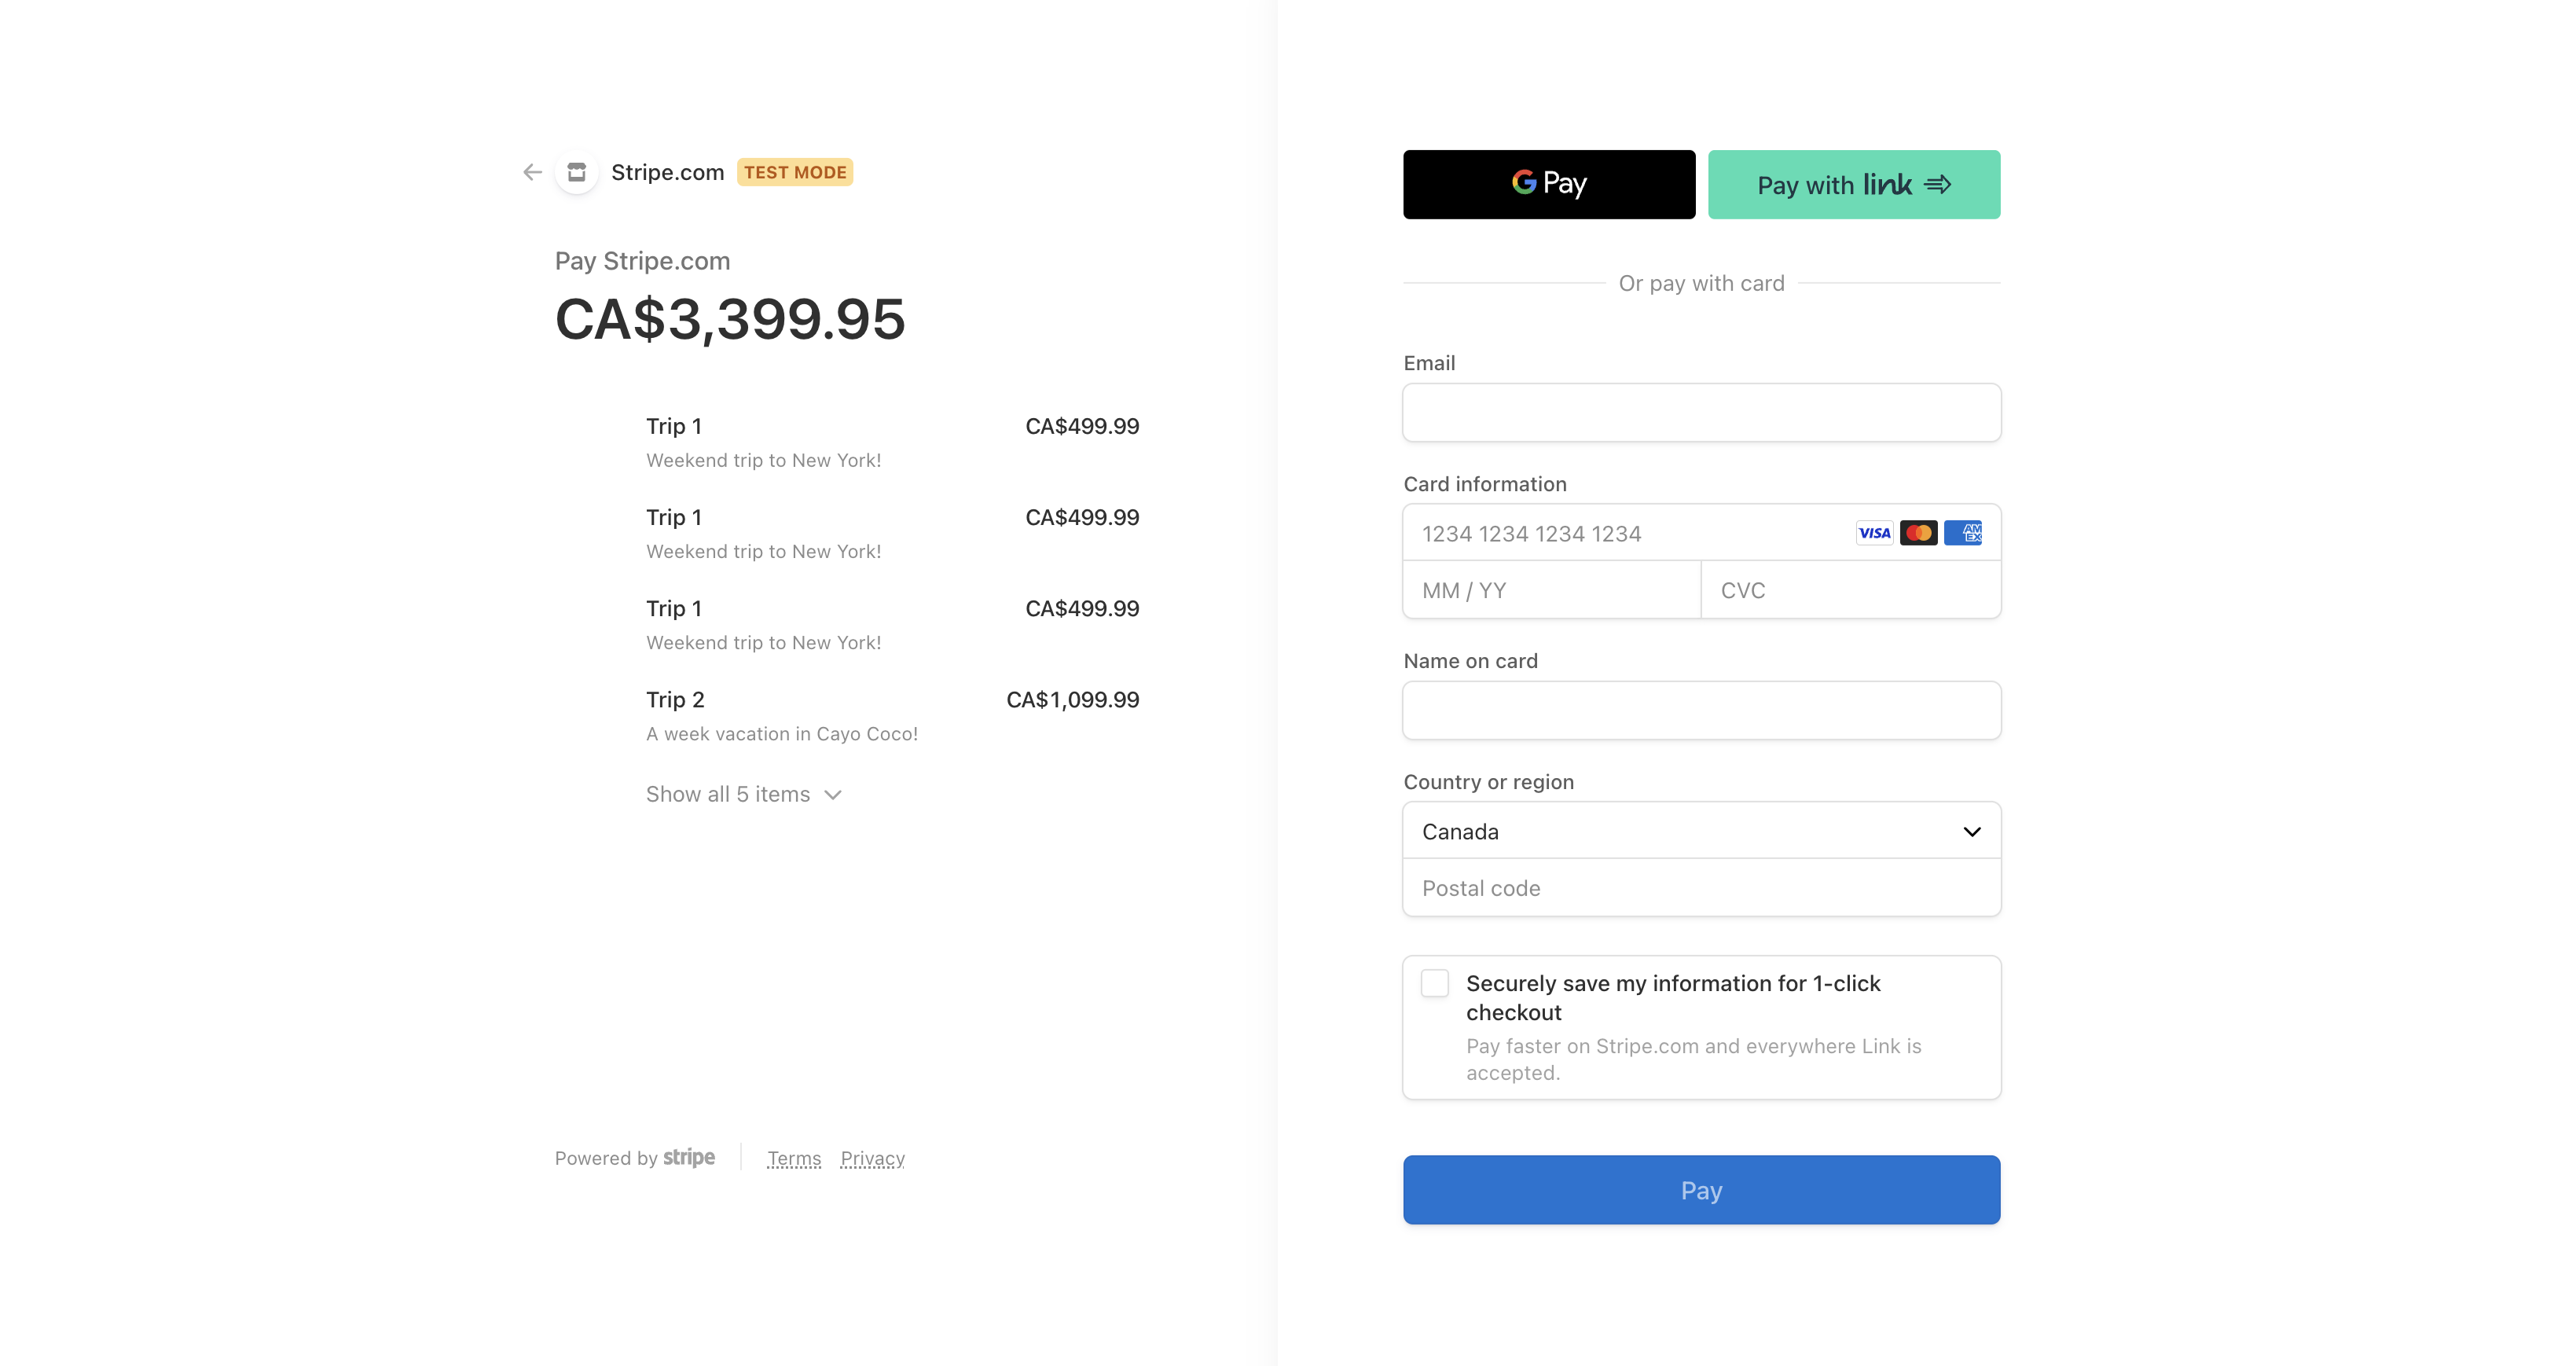 Stripe.com TEST MODE
Pay Stripe.com
CA$3,399.95
Trip 1 CA$499.99
Weekend trip to New York!
Trip 1 CA$499.99
Weekend trip to New York!
Trip 1 CA$499.99
Weekend trip to New York!
Trip 2 CA$1,099.99
A week vacation in Cayo Coco!
Show all 5 items
Powered by stripe Terms Privacy
G Pay Pay with link
Or pay with card
Email
Card information
1234 1234 1234 1234 VISA AM
EX
MM / YY CVC
Name on card
Country or region
Canada
Postal code
Securely save my information for 1-click
checkout
Pay faster on Stripe.com and everywhere Link is
accepted.
Pay